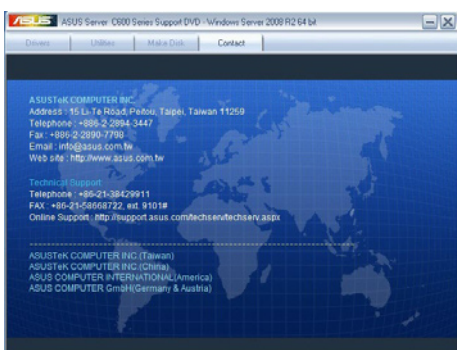 ASUS ASUS Server C600 Series Support DVD - Windows Server 2008 R2 64 bit
Drivers Utilities Make Disk Contact
ASUSTeK COMPUTER INC.
Address : 15 Li-Te Road, Peitou, Taipei, Taiwan 11259
Telephone : +886-2-2894-3447
Fax : +886-2-2890-7798
Email : info@asus.com.tw
Web site : http://www.asus.com.tw
Technical Support
Telephone : +86-21-38429911
FAX : +86-21-58668722, ext. 9101#
Online Support : http://support.asus.com/techserv/techserv.aspx
ASUSTeK COMPUTER INC.(Taiwan)
ASUSTeK COMPUTER INC.(China)
ASUS COMPUTER INTERNATIONAL(America)
ASUS COMPUTER GmbH(Germany & Austria)